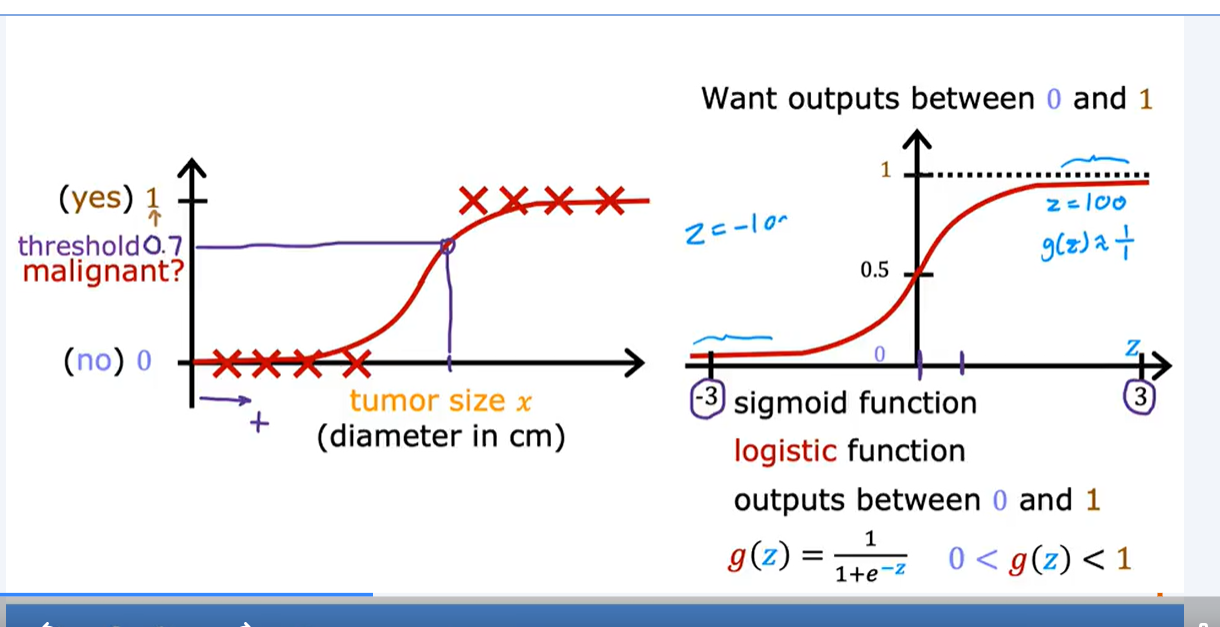 Want outputs between 0 and 1
(yes) 1
threshold 0.7
malignant?
(no) 0
+
tumor size x
(diameter in cm)
1
z = 100
g(z) ≈ 1/1
0.5
0
z
-3
3
sigmoid function
logistic function
outputs between 0 and 1
g(z) = 1/(1+e^-z) 0 < g(z) < 1